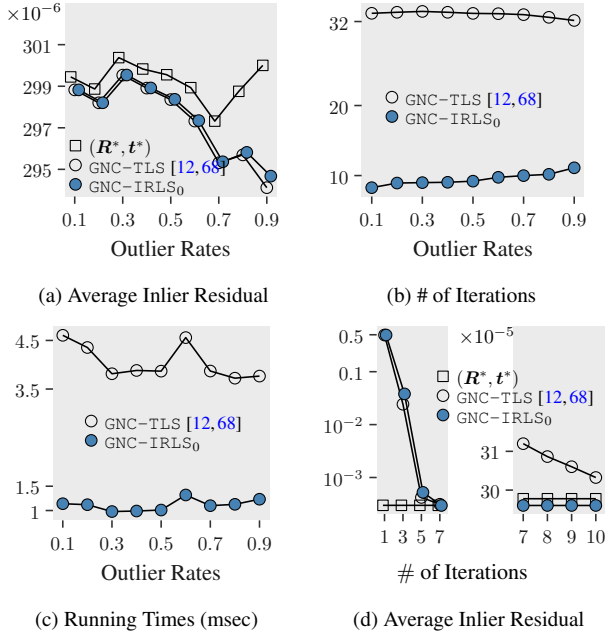 ×10⁻⁶
301
299
297
295
(R*, t*)
GNC-TLS [12,68]
GNC-IRLS₀
0.1 0.3 0.5 0.7 0.9
Outlier Rates
(a) Average Inlier Residual
32
20
10
GNC-TLS [12,68]
GNC-IRLS₀
0.1 0.3 0.5 0.7 0.9
Outlier Rates
(b) # of Iterations
4.5
3.5
1.5
1
GNC-TLS [12,68]
GNC-IRLS₀
0.1 0.3 0.5 0.7 0.9
Outlier Rates
(c) Running Times (msec)
0.5
0.1
10⁻²
10⁻³
1 3 5 7
×10⁻⁵
(R*, t*)
GNC-TLS [12,68]
GNC-IRLS₀
31
30
7 8 9 10
# of Iterations
(d) Average Inlier Residual